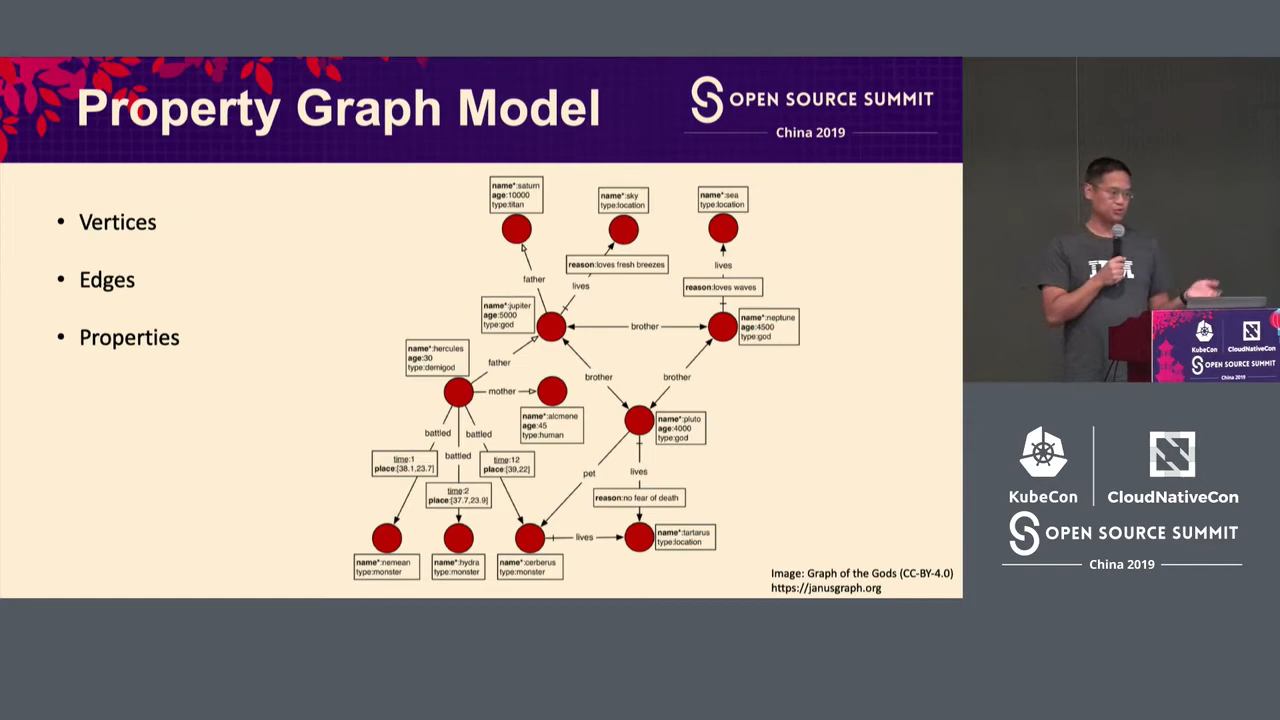 Property Graph Model
OPEN SOURCE SUMMIT
China 2019
• Vertices
• Edges
• Properties
name*:saturn
age:10000
type:titan
name*:sky
type:location
name*:sea
type:location
reason:loves fresh breezes
father
lives
lives
reason:loves waves
name*:jupiter
age:5000
type:god
brother
name*:neptune
age:4500
type:god
name*:hercules
age:30
type:demigod
father
brother
brother
mother
name*:alcmene
age:45
type:human
name*:pluto
age:4000
type:god
battled
battled
battled
time:1
place:[38.1,23.7]
time:12
place:[39,22]
time:2
place:[37.7,23.9]
pet
lives
reason:no fear of death
lives
name*:tartarus
type:location
name*:nemean
type:monster
name*:hydra
type:monster
name*:cerberus
type:monster
Image: Graph of the Gods (CC-BY-4.0)
https://janusgraph.org
KubeCon
CloudNativeCon
OPEN SOURCE SUMMIT
China 2019
KubeCon
CloudNativeCon
OPEN SOURCE SUMMIT
China 2019